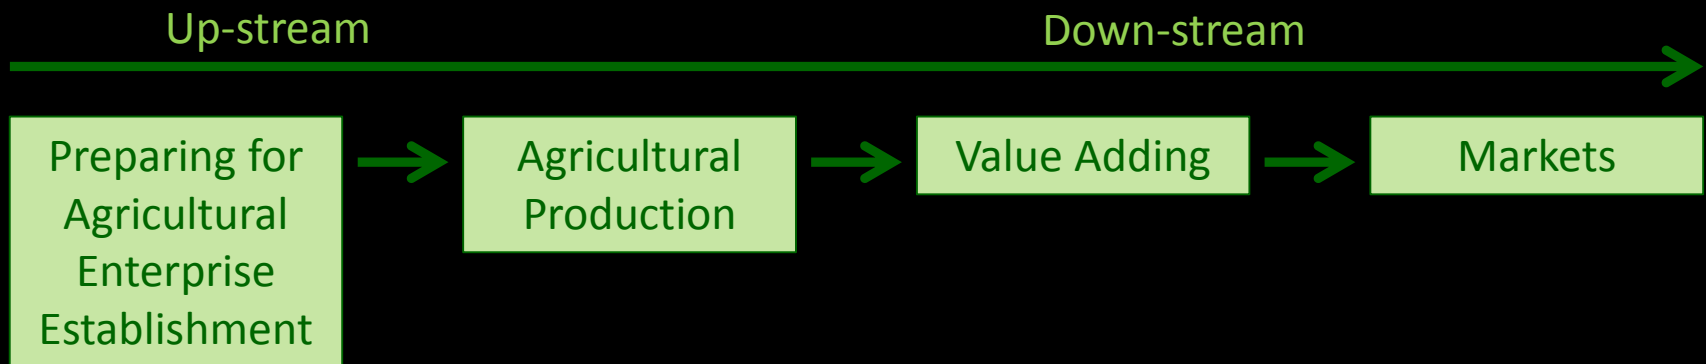 Up-stream
Down-stream
Preparing for
Agricultural
Enterprise
Establishment
Agricultural
Production
Value Adding
Markets